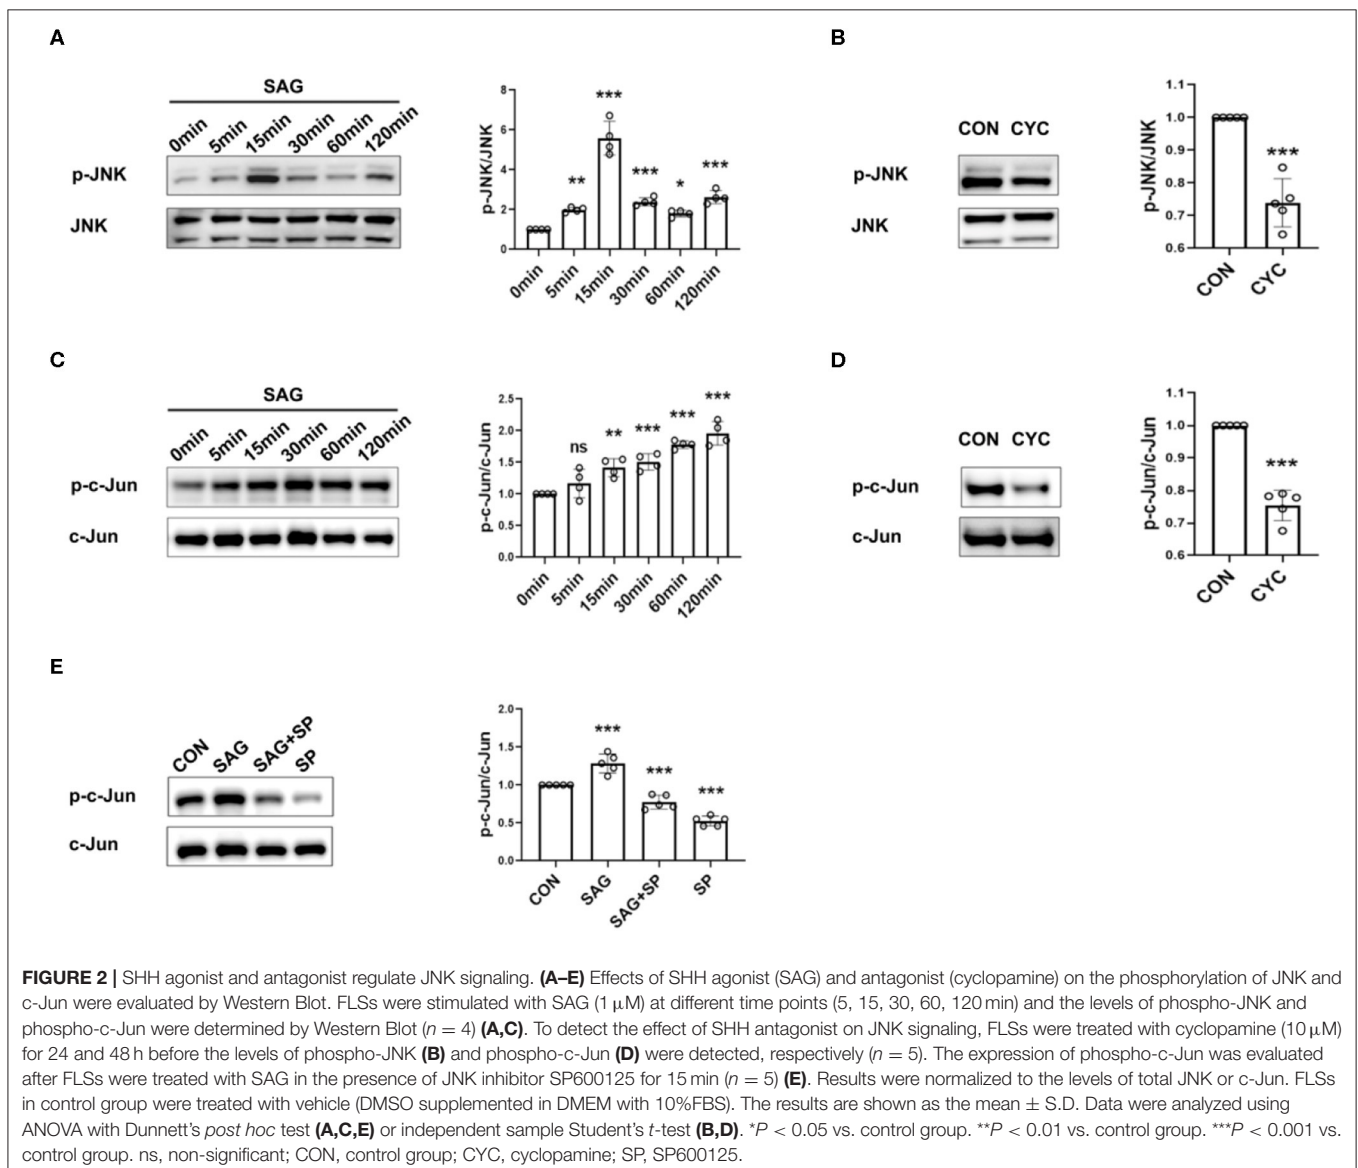 A
SAG
0min 5min 15min 30min 60min 120min
p-JNK
JNK
p-JNK/JNK
8
6
4
2
0
** *** *** * ***
0min 5min 15min 30min 60min 120min
B
CON CYC
p-JNK
JNK
p-JNK/JNK
1.1
1.0
0.9
0.8
0.7
0.6
***
CON CYC
C
SAG
0min 5min 15min 30min 60min 120min
p-c-Jun
c-Jun
p-c-Jun/c-Jun
2.5
2.0
1.5
1.0
0.5
0.0
ns ** *** *** ***
0min 5min 15min 30min 60min 120min
D
CON CYC
p-c-Jun
c-Jun
p-c-Jun/c-Jun
1.1
1.0
0.9
0.8
0.7
0.6
***
CON CYC
E
CON SAG SAG+SP SP
p-c-Jun
c-Jun
p-c-Jun/c-Jun
2.0
1.5
1.0
0.5
0.0
*** *** ***
CON SAG SAG+SP SP
FIGURE 2 | SHH agonist and antagonist regulate JNK signaling. (A–E) Effects of SHH agonist (SAG) and antagonist (cyclopamine) on the phosphorylation of JNK and
c-Jun were evaluated by Western Blot. FLSs were stimulated with SAG (1 μM) at different time points (5, 15, 30, 60, 120 min) and the levels of phospho-JNK and
phospho-c-Jun were determined by Western Blot (n = 4) (A,C). To detect the effect of SHH antagonist on JNK signaling, FLSs were treated with cyclopamine (10 μM)
for 24 and 48 h before the levels of phospho-JNK (B) and phospho-c-Jun (D) were detected, respectively (n = 5). The expression of phospho-c-Jun was evaluated
after FLSs were treated with SAG in the presence of JNK inhibitor SP600125 for 15 min (n = 5) (E). Results were normalized to the levels of total JNK or c-Jun. FLSs
in control group were treated with vehicle (DMSO supplemented in DMEM with 10%FBS). The results are shown as the mean ± S.D. Data were analyzed using
ANOVA with Dunnett's post hoc test (A,C,E) or independent sample Student's t-test (B,D). *P < 0.05 vs. control group. **P < 0.01 vs. control group. ***P < 0.001 vs.
control group. ns, non-significant; CON, control group; CYC, cyclopamine; SP, SP600125.